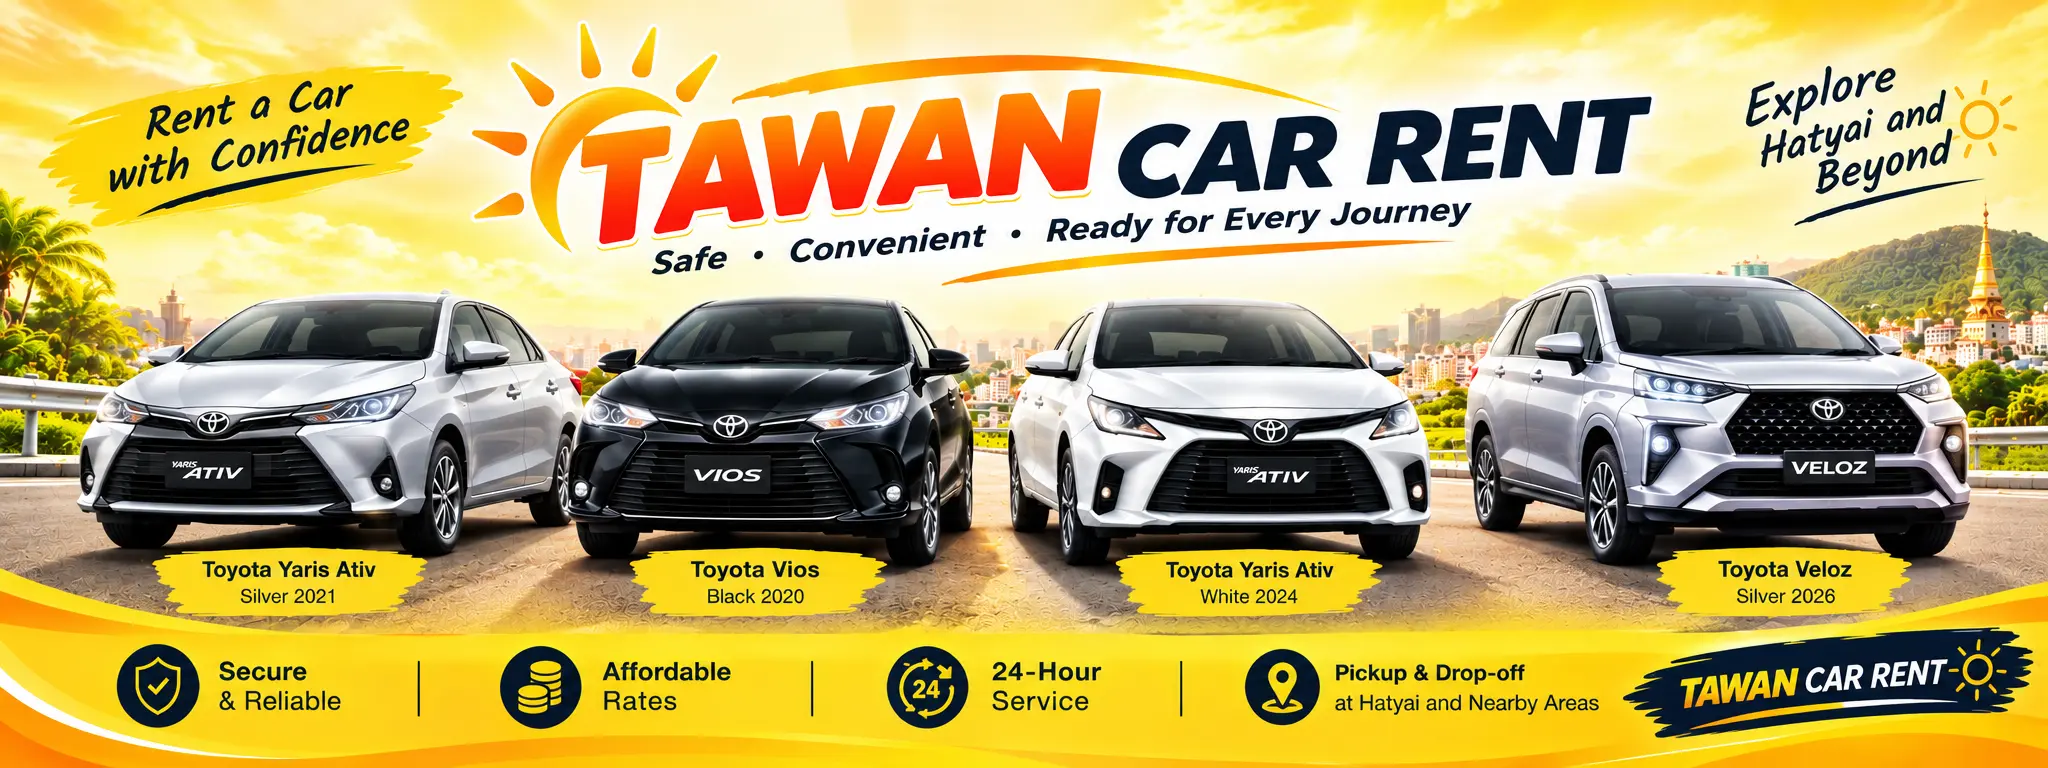 Rent a Car
with Confidence
TAWAN CAR RENT
Safe • Convenient • Ready for Every Journey
Explore
Hatyai and
Beyond
YARIS
ATIV
VIOS
YARIS
ATIV
VELOZ
Toyota Yaris Ativ
Silver 2021
Toyota Vios
Black 2020
Toyota Yaris Ativ
White 2024
Toyota Veloz
Silver 2026
Secure
& Reliable
Affordable
Rates
24
24-Hour
Service
Pickup & Drop-off
at Hatyai and Nearby Areas
TAWAN CAR RENT